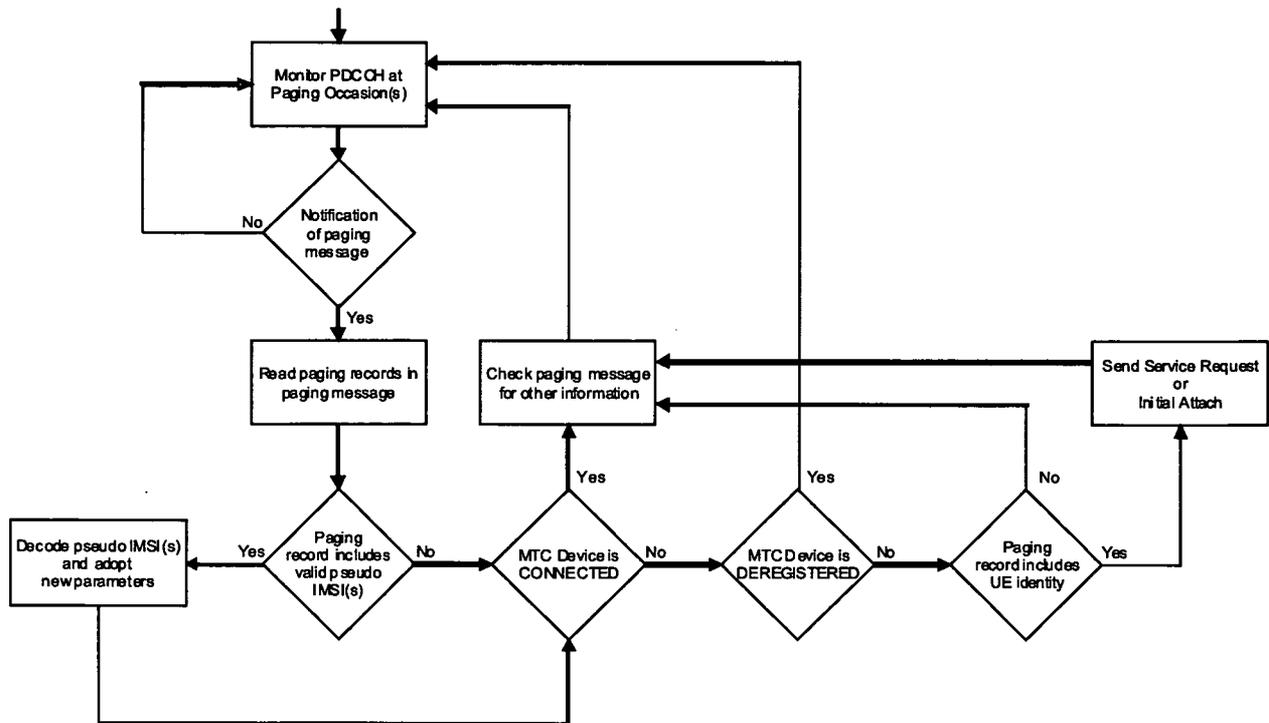 Monitor PDCCH at
Paging Occasion(s)
No
Notification
of paging
message
Yes
Read paging records in
paging message
Check paging message
for other information
Send Service Request
or
Initial Attach
Yes
Yes
No
Decode pseudo IMSI(s)
and adopt
new parameters
Yes
Paging
record includes
valid pseudo
IMSI(s)
No
MTC Device is
CONNECTED
No
MTC Device is
DEREGISTERED
No
Paging
record includes
UE identity
Yes